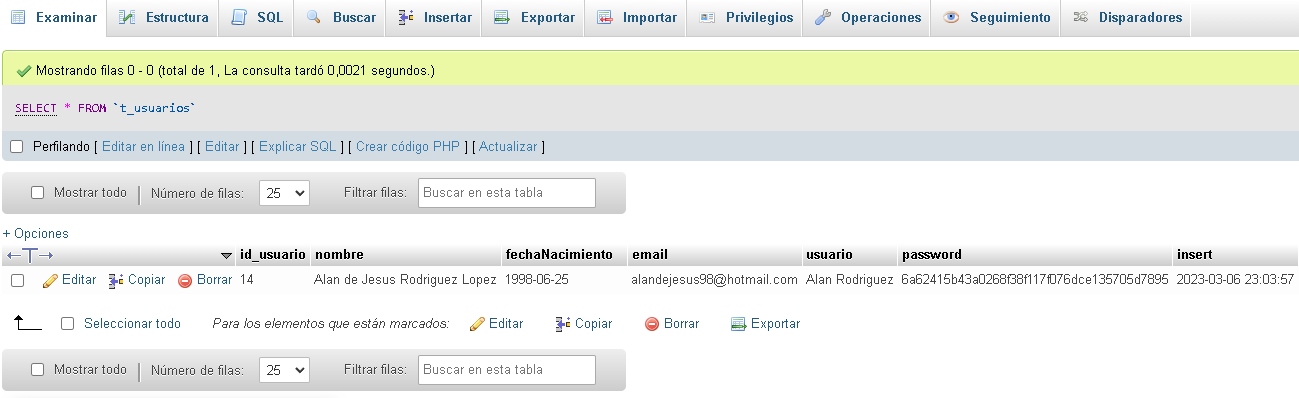 Examinar Estructura SQL Buscar Insertar Exportar Importar Privilegios Operaciones Seguimiento Disparadores
Mostrando filas 0 - 0 (total de 1, La consulta tardó 0,0021 segundos.)
SELECT * FROM `t_usuarios`
Perfilando [ Editar en línea ] [ Editar ] [ Explicar SQL ] [ Crear código PHP ] [ Actualizar ]
Mostrar todo | Número de filas: 25 Filtrar filas: Buscar en esta tabla
+ Opciones
id_usuario nombre fechaNacimiento email usuario password insert
Editar Copiar Borrar 14 Alan de Jesus Rodriguez Lopez 1998-06-25 alandejesus98@hotmail.com Alan Rodriguez 6a62415b43a0268f38f117f076dce135705d7895 2023-03-06 23:03:57
Seleccionar todo Para los elementos que están marcados: Editar Copiar Borrar Exportar
Mostrar todo | Número de filas: 25 Filtrar filas: Buscar en esta tabla